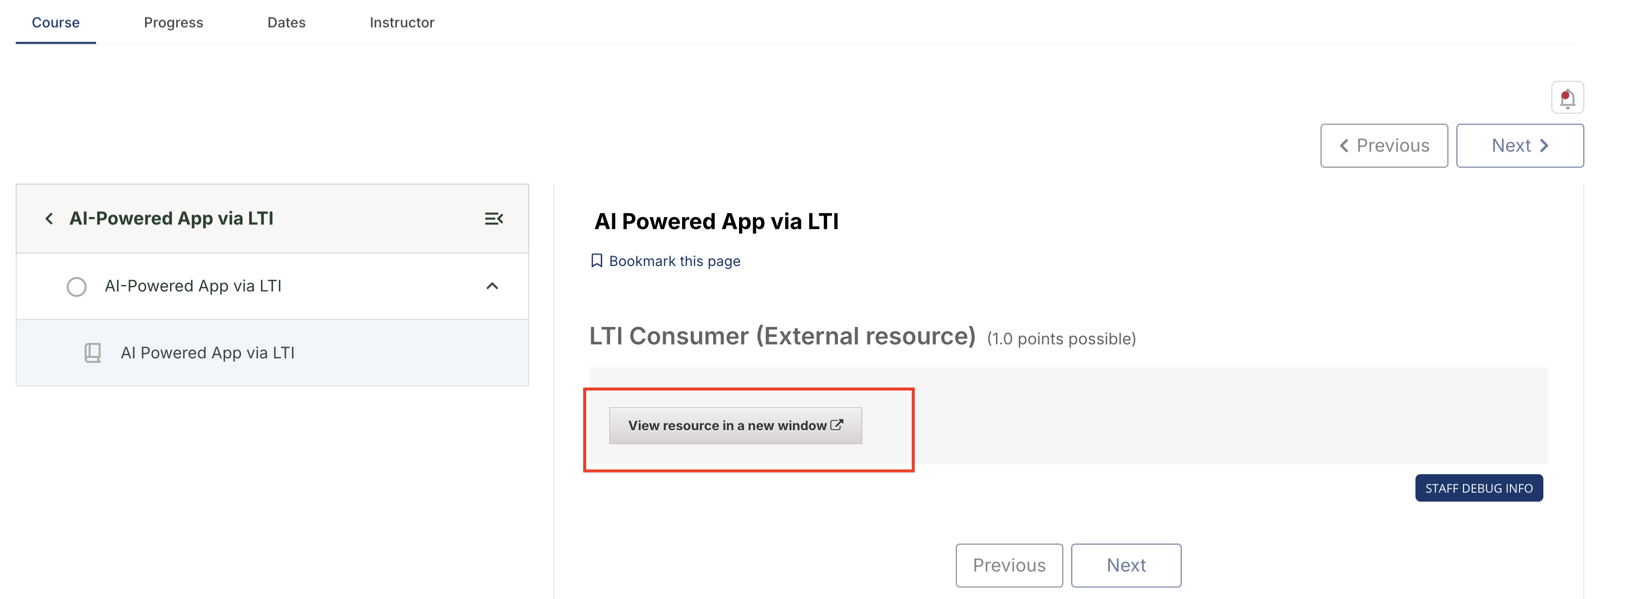 Course
Progress
Dates
Instructor
Previous
Next
AI-Powered App via LTI
AI-Powered App via LTI
AI Powered App via LTI
AI Powered App via LTI
Bookmark this page
LTI Consumer (External resource) (1.0 points possible)
View resource in a new window
STAFF DEBUG INFO
Previous
Next